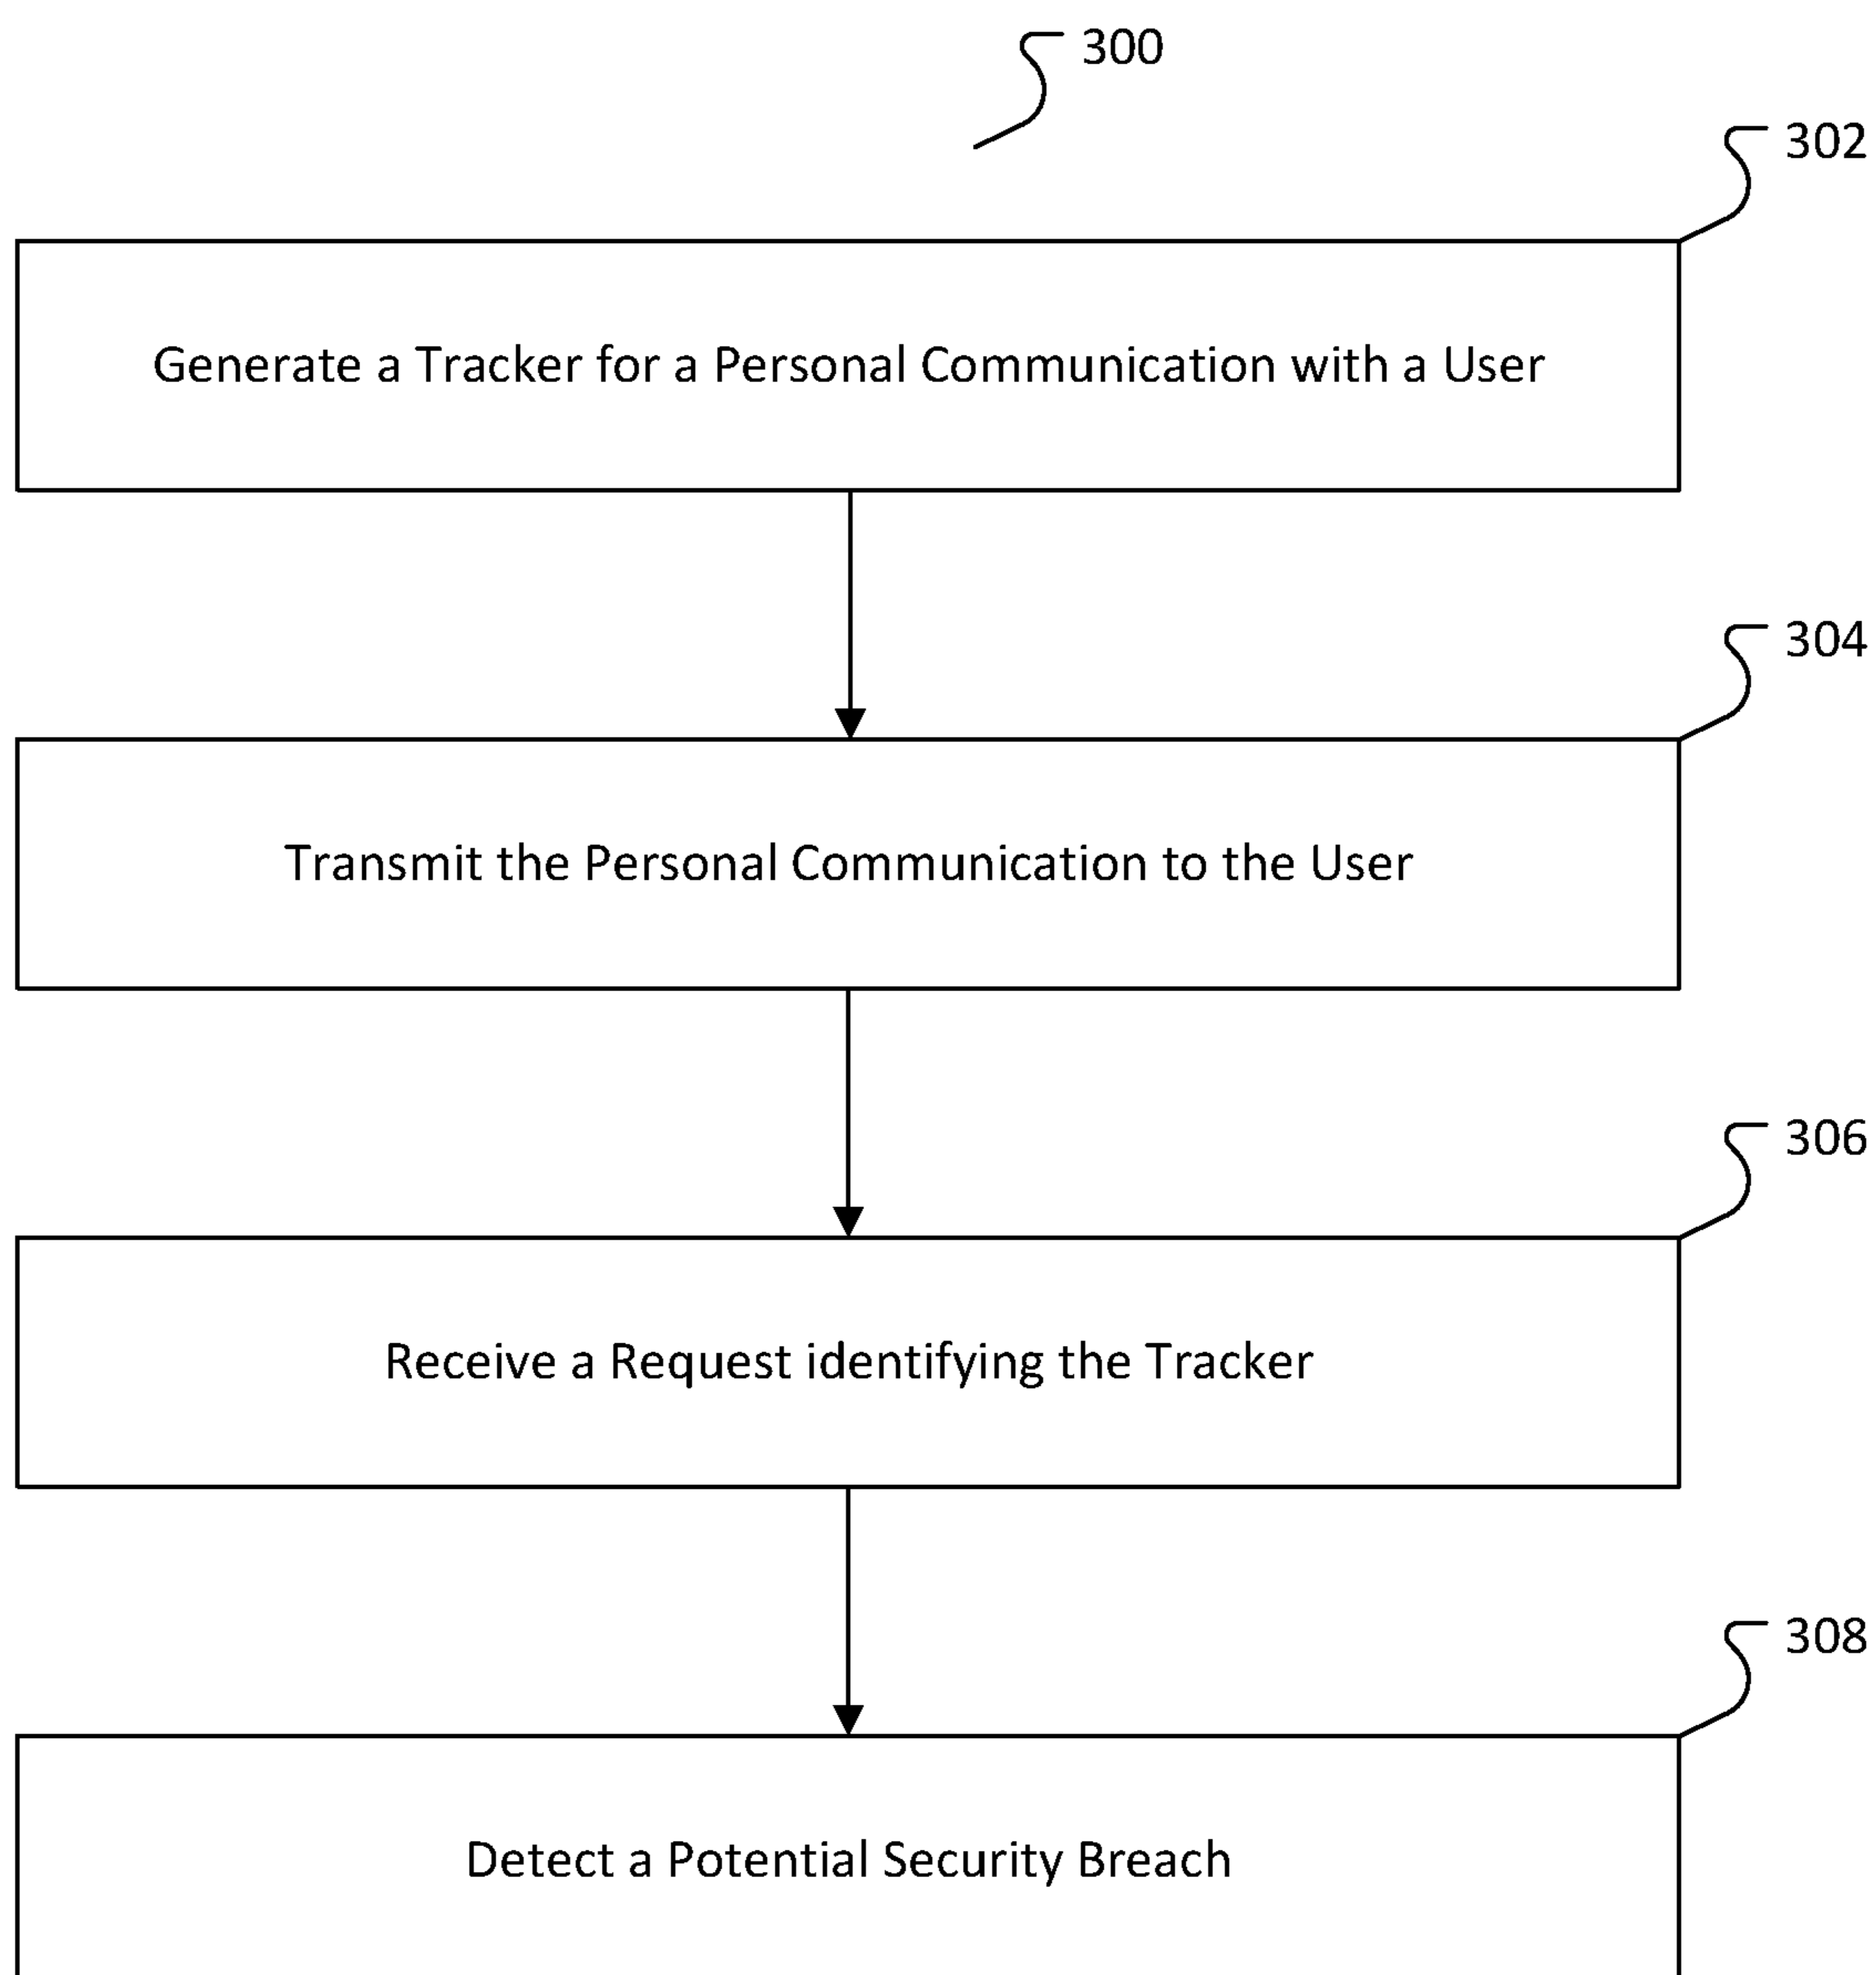 300
302
Generate a Tracker for a Personal Communication with a User
304
Transmit the Personal Communication to the User
306
Receive a Request identifying the Tracker
308
Detect a Potential Security Breach